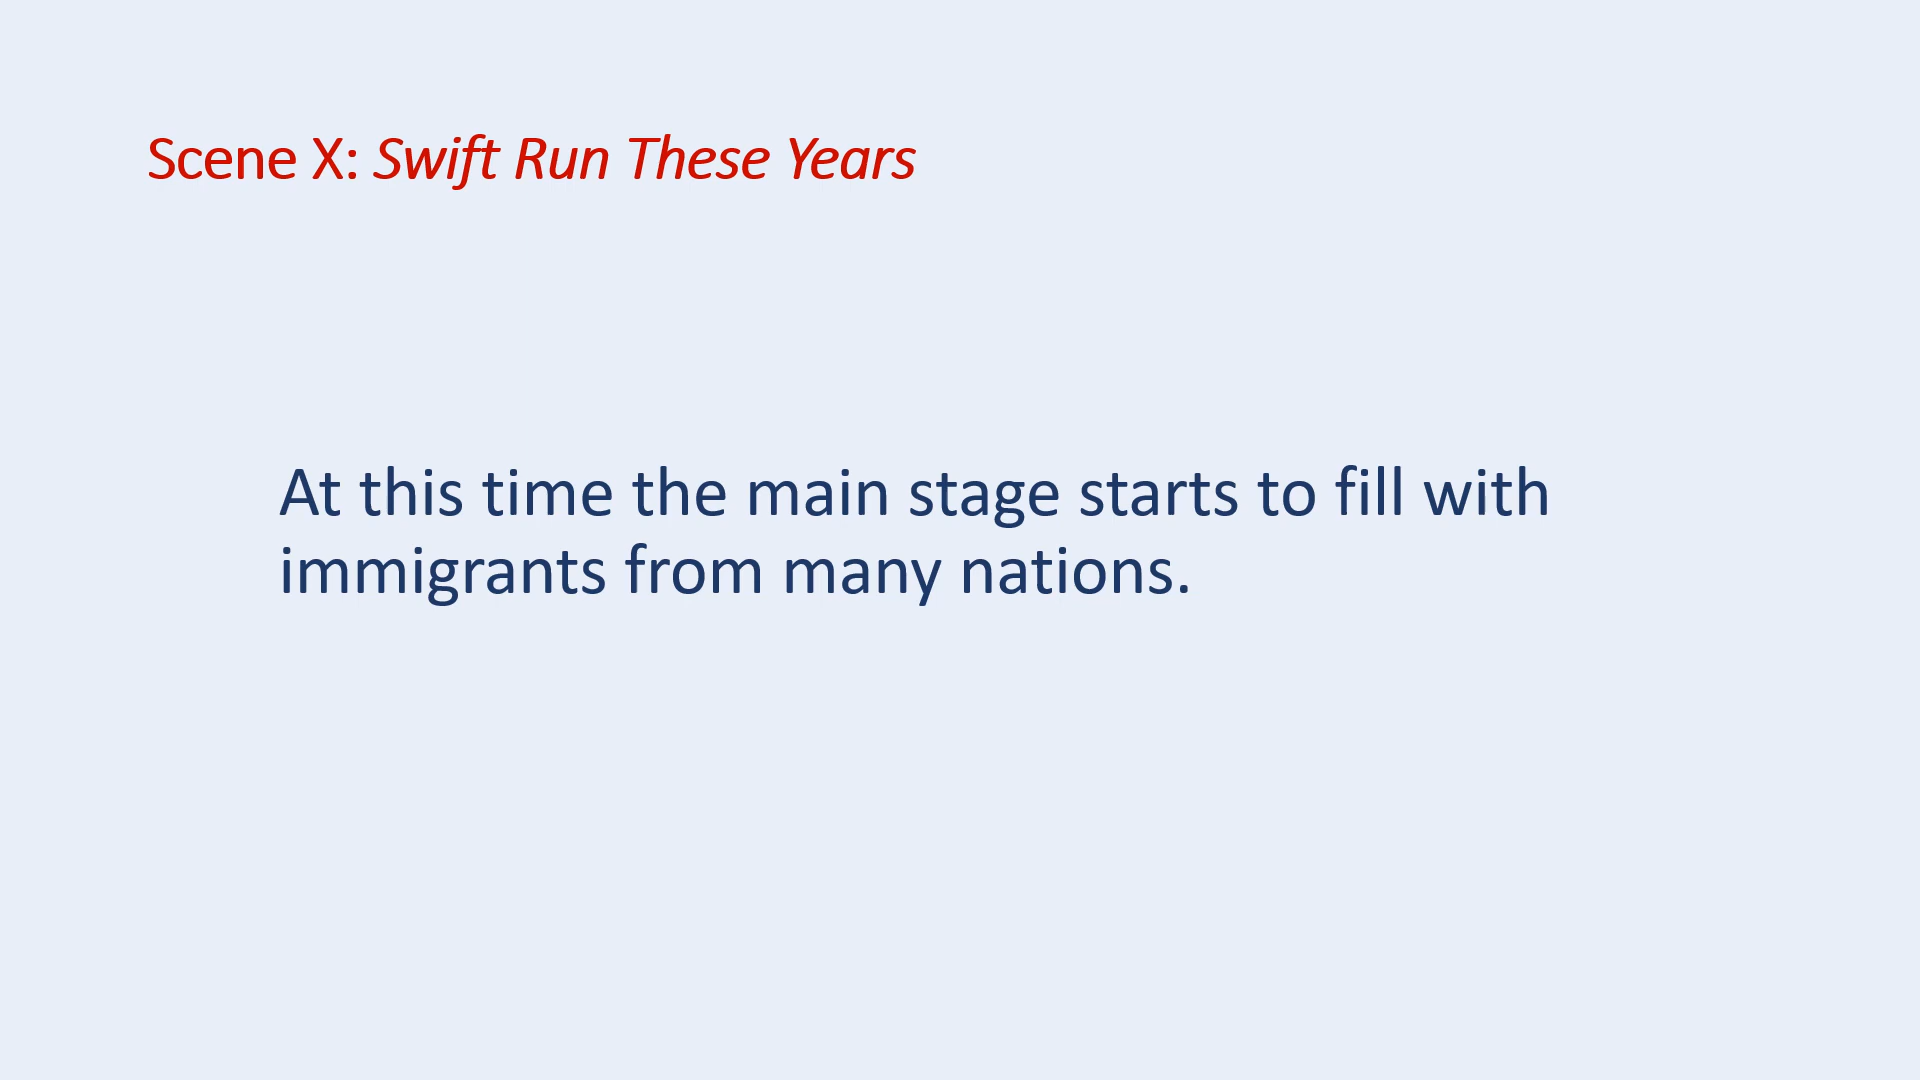 Scene X: Swift Run These Years
At this time the main stage starts to fill with
immigrants from many nations.